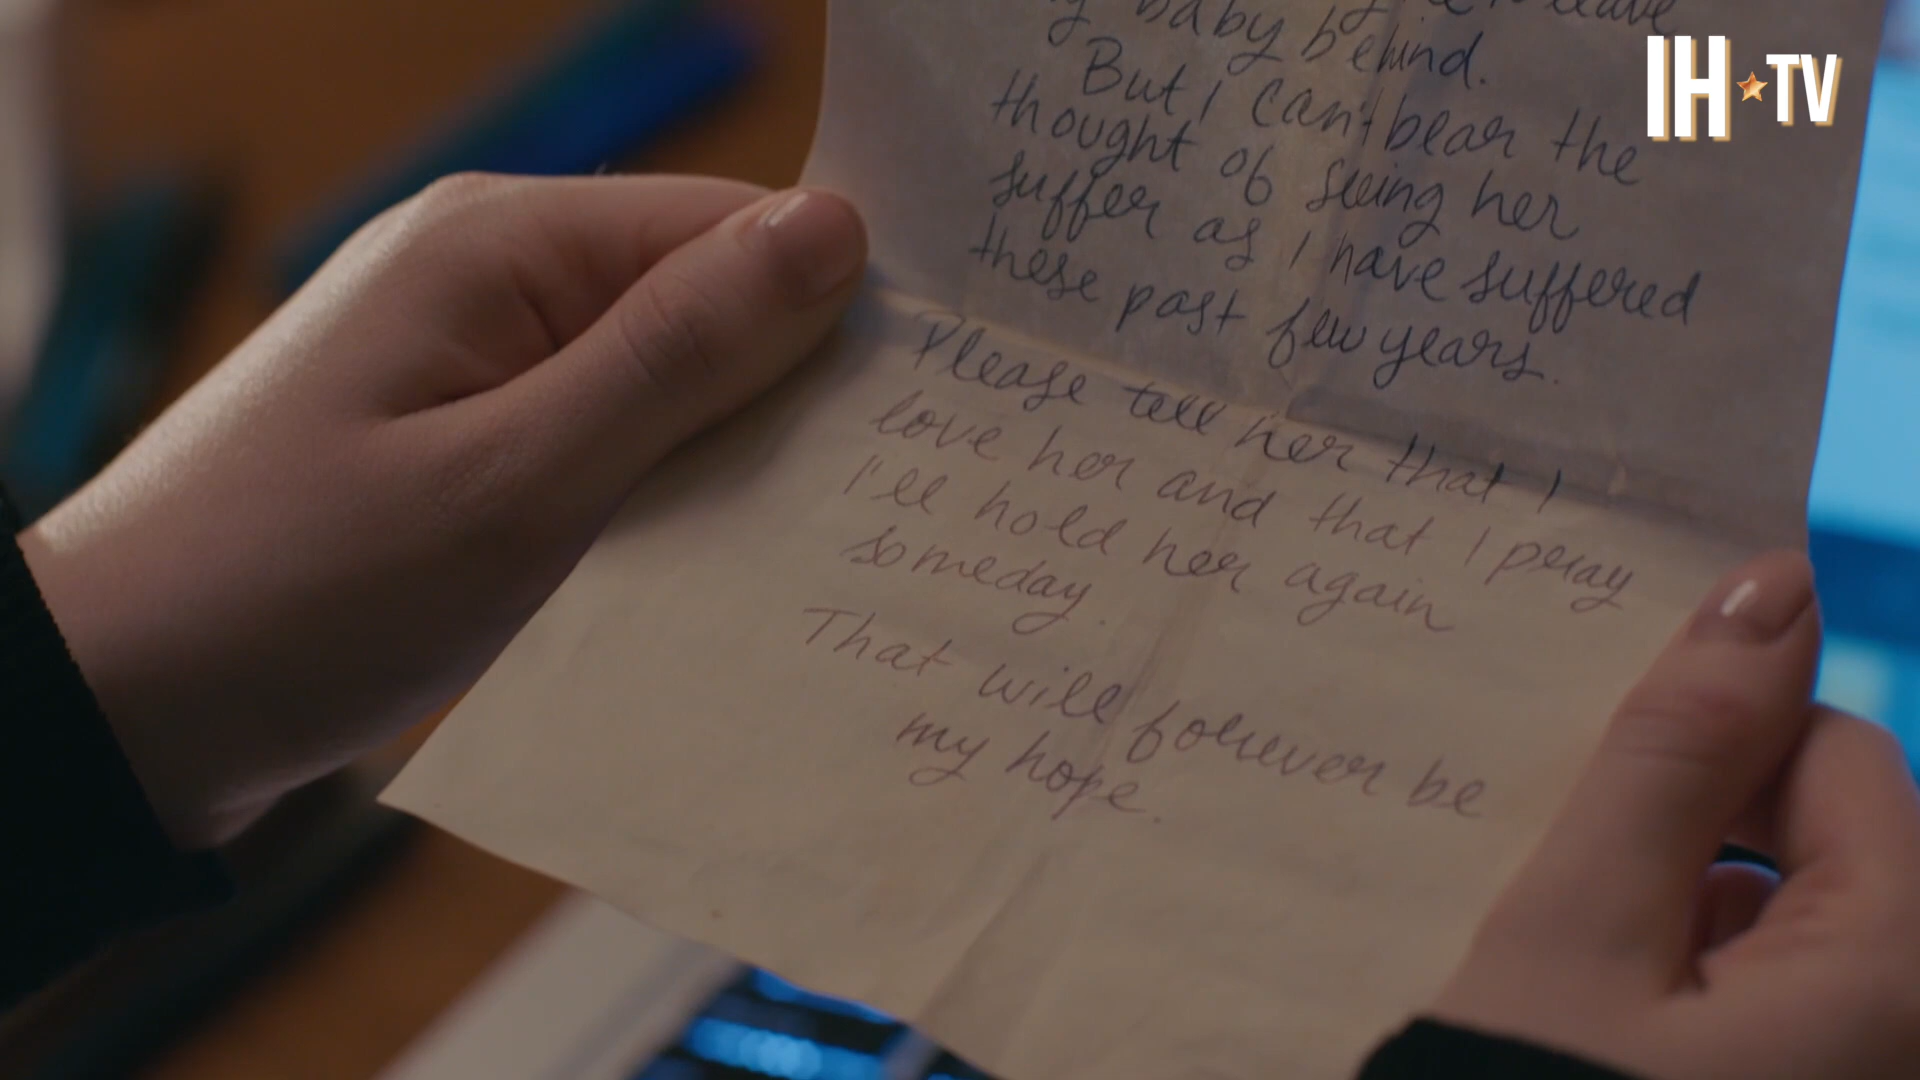 leave
my baby behind.
But I can't bear the
thought of seeing her
suffer as I have suffered
these past few years.
Please tell her that I
love her and that I pray
I'll hold her again
someday.
That will forever be
my hope.
IH TV